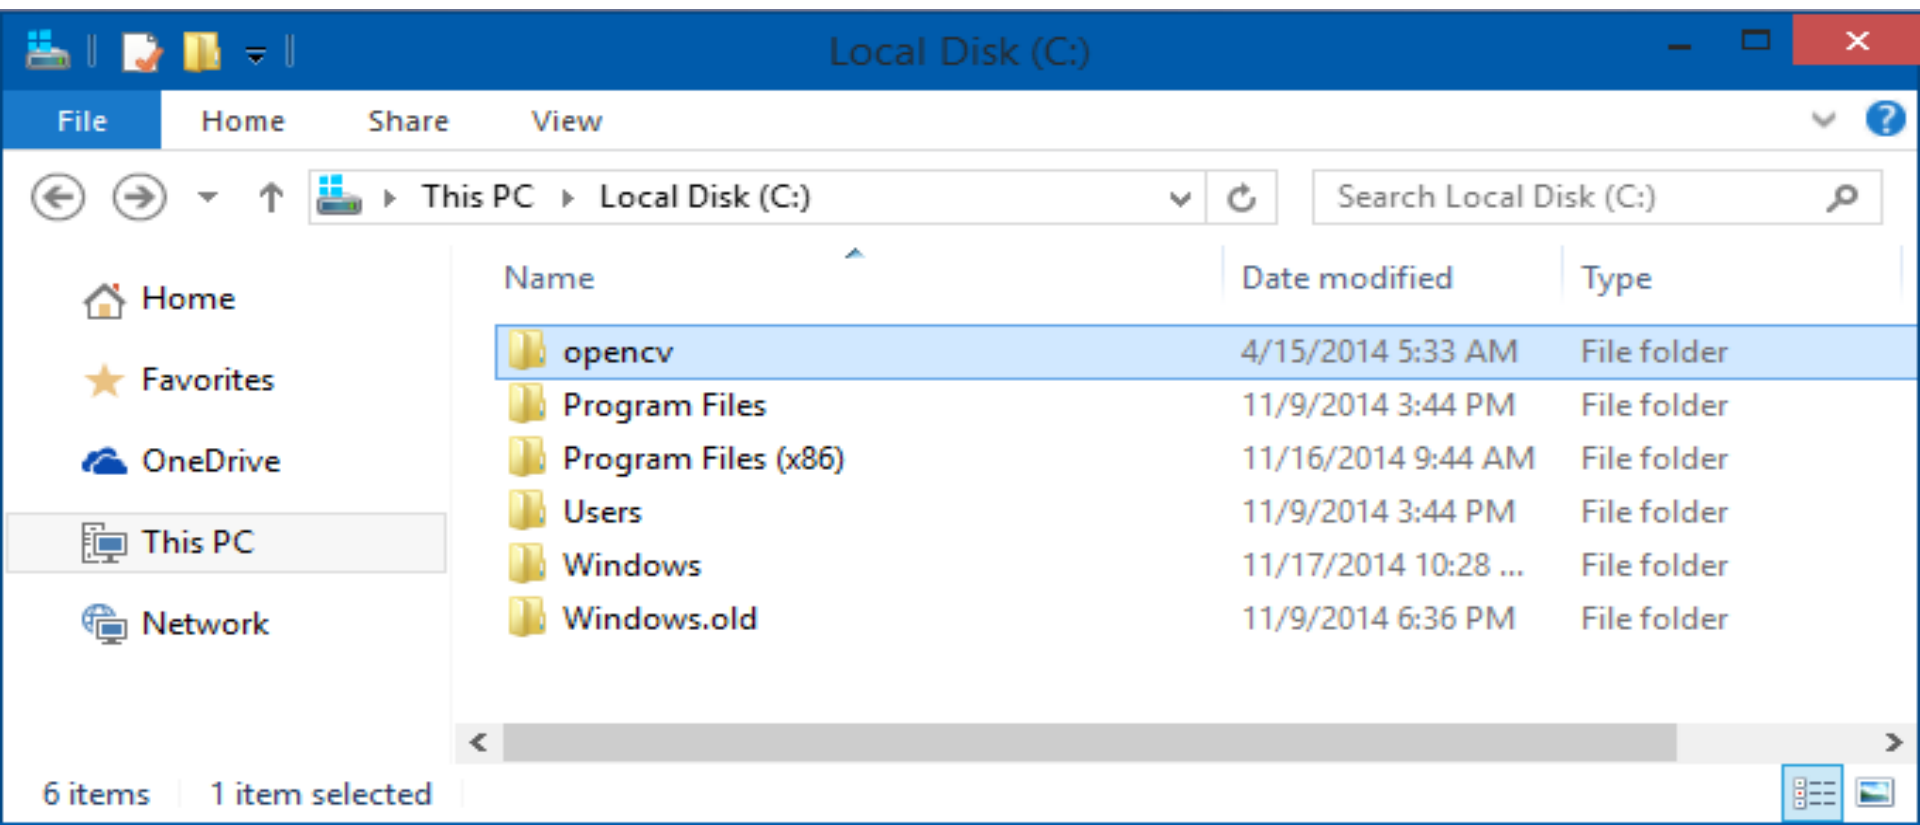 Local Disk (C:)
File Home Share View
This PC Local Disk (C:) Search Local Disk (C:)
Name Date modified Type
Home
Favorites
OneDrive
This PC
Network
opencv 4/15/2014 5:33 AM File folder
Program Files 11/9/2014 3:44 PM File folder
Program Files (x86) 11/16/2014 9:44 AM File folder
Users 11/9/2014 3:44 PM File folder
Windows 11/17/2014 10:28 ... File folder
Windows.old 11/9/2014 6:36 PM File folder
6 items 1 item selected